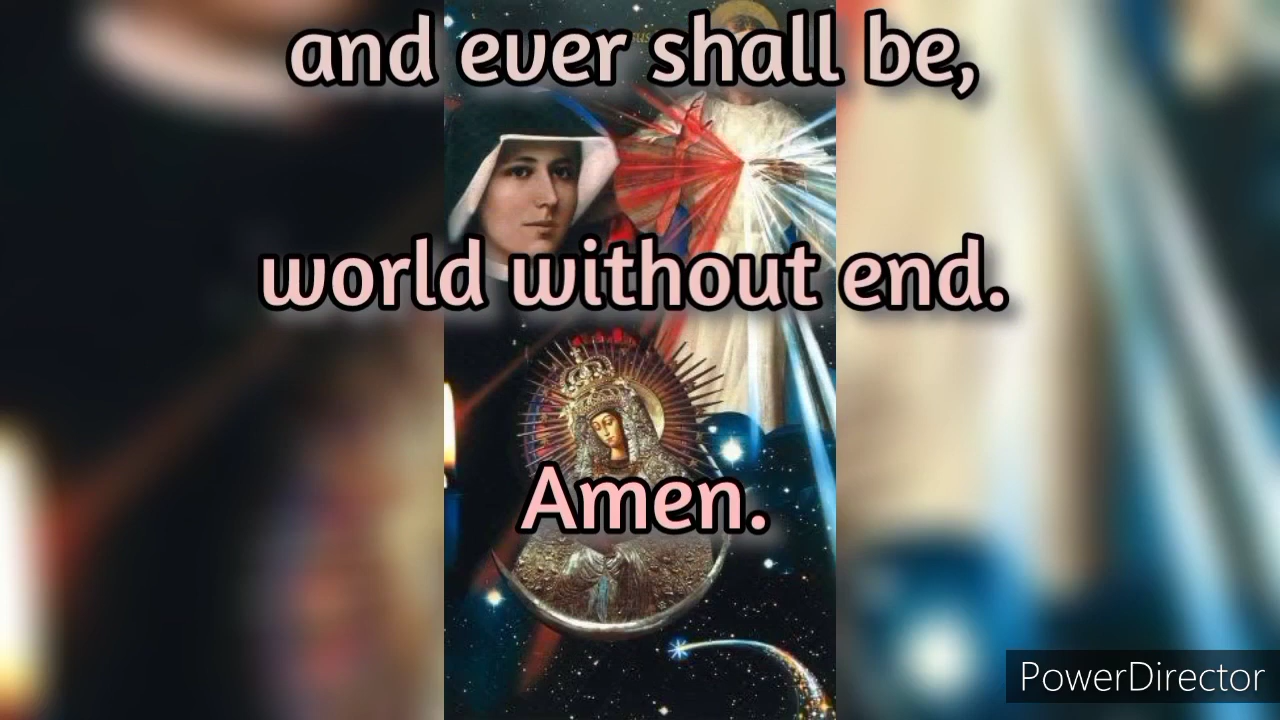 and ever shall be,
world without end.
Amen.
PowerDirector